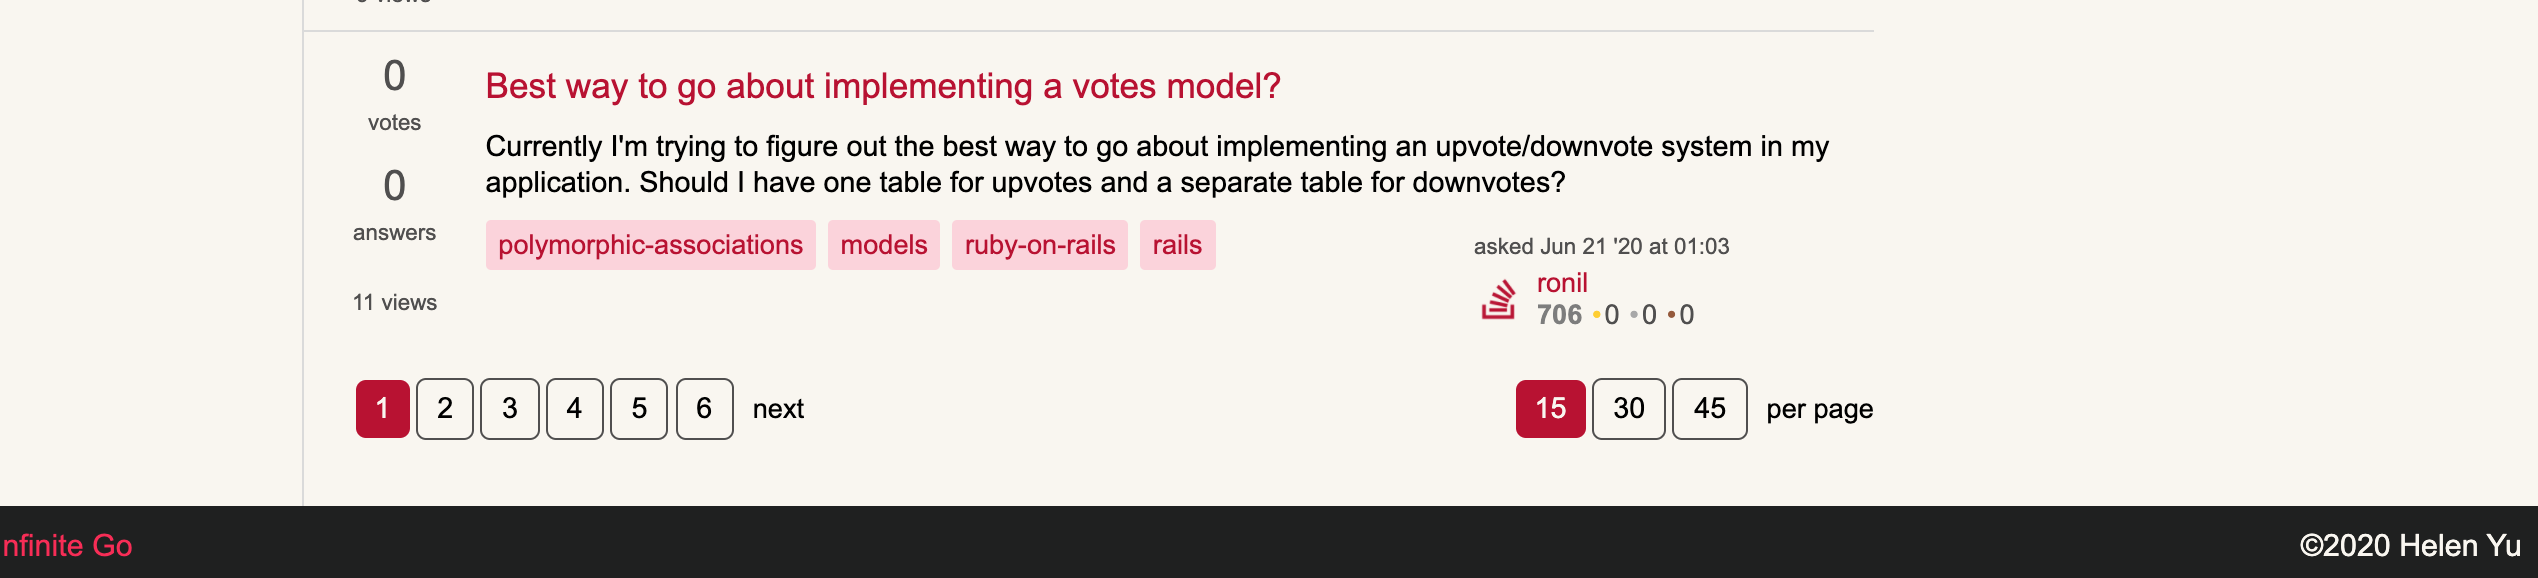 0
votes
0
answers
11 views
Best way to go about implementing a votes model?
Currently I'm trying to figure out the best way to go about implementing an upvote/downvote system in my
application. Should I have one table for upvotes and a separate table for downvotes?
polymorphic-associations models ruby-on-rails rails
asked Jun 21 '20 at 01:03
ronil
706 •0 •0 •0
1 2 3 4 5 6 next
15 30 45 per page
nfinite Go
©2020 Helen Yu